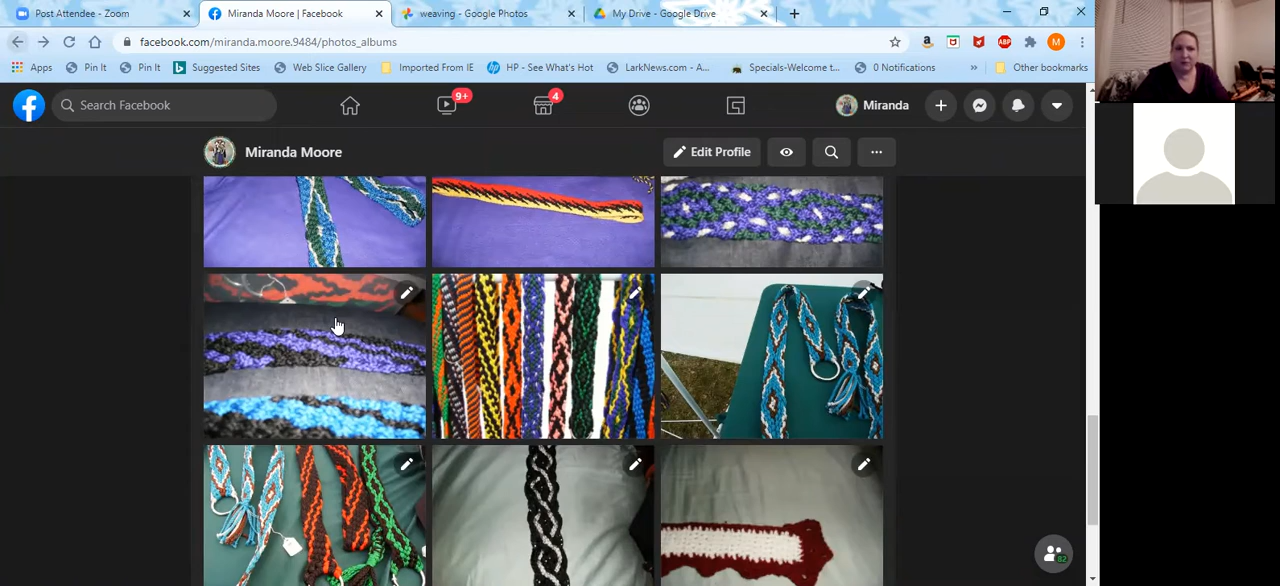 Post Attendee - Zoom
Miranda Moore | Facebook
weaving - Google Photos
My Drive - Google Drive
facebook.com/miranda.moore.9484/photos_albums
ABP
M
Apps
Pin It
Pin It
Suggested Sites
Web Slice Gallery
Imported From IE
HP - See What's Hot
LarkNews.com - A...
Specials-Welcome t...
0 Notifications
»
Other bookmarks
Search Facebook
9+
4
Miranda
Miranda Moore
Edit Profile
82